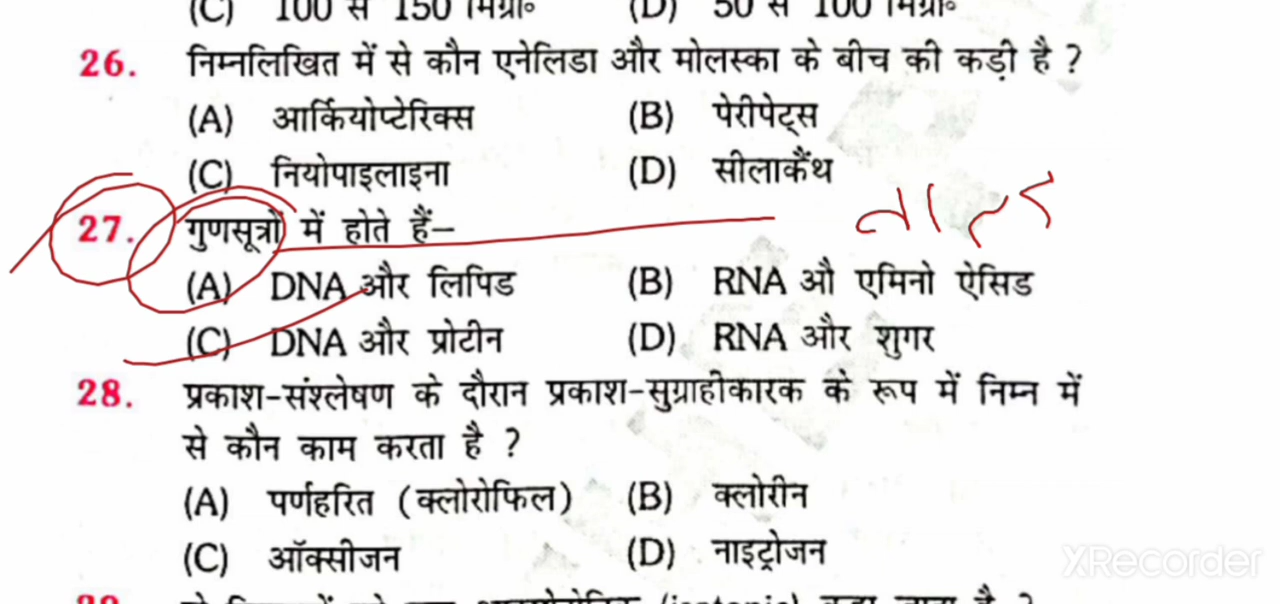 (C) 100 से 150 मिग्रा॰ (D) 50 से 100 मिग्रा॰
26. निम्नलिखित में से कौन एनेलिडा और मोलस्का के बीच की कड़ी है ?
(A) आर्कियोप्टेरिक्स (B) पेरीपेट्स
(C) नियोपाइलाइना (D) सीलाकैंथ
27. गुणसूत्रों में होते हैं–
(A) DNA और लिपिड (B) RNA औ एमिनो ऐसिड
(C) DNA और प्रोटीन (D) RNA और शुगर
28. प्रकाश-संश्लेषण के दौरान प्रकाश-सुग्राहीकारक के रूप में निम्न में
से कौन काम करता है ?
(A) पर्णहरित (क्लोरोफिल) (B) क्लोरीन
(C) ऑक्सीजन (D) नाइट्रोजन
XRecorder